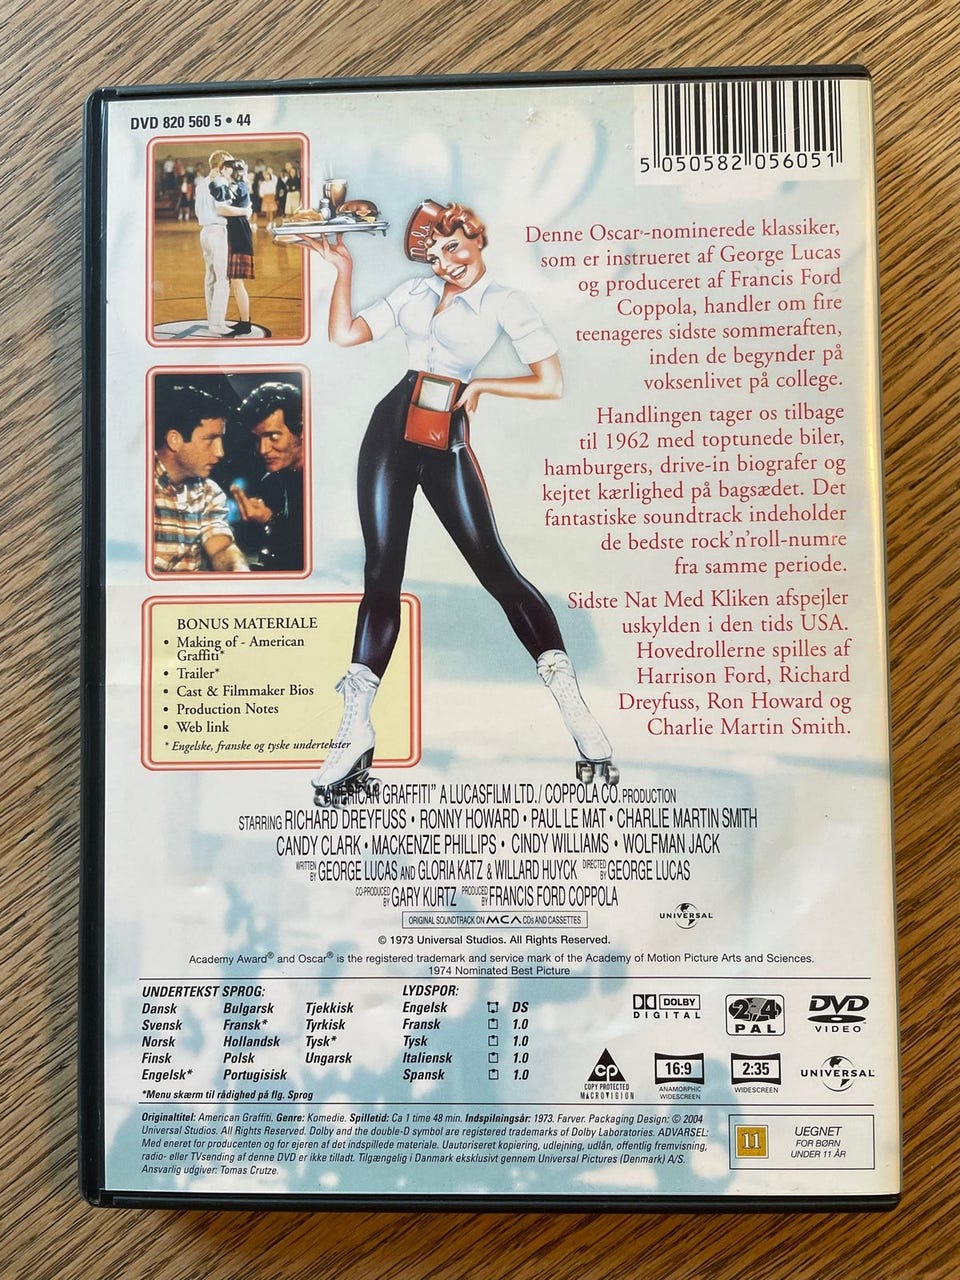 DVD 820 560 5 • 44
5 050582 056051
Nels
Denne Oscar®-nominerede klassiker,
som er instrueret af George Lucas
og produceret af Francis Ford
Coppola, handler om fire
teenageres sidste sommeraften,
inden de begynder på
voksenlivet på college.
Handlingen tager os tilbage
til 1962 med toptunede biler,
hamburgers, drive-in biografer og
kejtet kærlighed på bagsædet. Det
fantastiske soundtrack indeholder
de bedste rock'n'roll-numre
fra samme periode.
Sidste Nat Med Kliken afspejler
uskylden i den tids USA.
Hovedrollerne spilles af
Harrison Ford, Richard
Dreyfuss, Ron Howard og
Charlie Martin Smith.
BONUS MATERIALE
• Making of - American
Graffiti*
• Trailer*
• Cast & Filmmaker Bios
• Production Notes
• Web link
* Engelske, franske og tyske undertekster
"AMERICAN GRAFFITI" A LUCASFILM LTD./COPPOLA CO. PRODUCTION
STARRING RICHARD DREYFUSS • RONNY HOWARD • PAUL LE MAT • CHARLIE MARTIN SMITH
CANDY CLARK • MACKENZIE PHILLIPS • CINDY WILLIAMS • WOLFMAN JACK
WRITTEN BY GEORGE LUCAS AND GLORIA KATZ & WILLARD HUYCK DIRECTED BY GEORGE LUCAS
CO-PRODUCED BY GARY KURTZ PRODUCED BY FRANCIS FORD COPPOLA
ORIGINAL SOUNDTRACK ON MCA CDs AND CASSETTES
UNIVERSAL
© 1973 Universal Studios. All Rights Reserved.
Academy Award® and Oscar® is the registered trademark and service mark of the Academy of Motion Picture Arts and Sciences.
1974 Nominated Best Picture
UNDERTEKST SPROG:
Dansk Bulgarsk Tjekkisk
Svensk Fransk* Tyrkisk
Norsk Hollandsk Tysk*
Finsk Polsk Ungarsk
Engelsk* Portugisisk
*Menu skærm til rådighed på flg. Sprog
LYDSPOR:
Engelsk DS
Fransk 1.0
Tysk 1.0
Italiensk 1.0
Spansk 1.0
DOLBY
DIGITAL
2 4
PAL
DVD
VIDEO
CP
COPY PROTECTED
MACROVISION
16:9
ANAMORPHIC
WIDESCREEN
2:35
WIDESCREEN
UNIVERSAL
Originaltitel: American Graffiti. Genre: Komedie. Spilletid: Ca 1 time 48 min. Indspilningsår: 1973. Farver. Packaging Design: © 2004
Universal Studios. All Rights Reserved. Dolby and the double-D symbol are registered trademarks of Dolby Laboratories. ADVARSEL:
Med eneret for producenten og for ejeren af det indspillede materiale. Uautoriseret kopiering, udlejning, udlån, offentlig fremvisning,
radio- eller TVsending af denne DVD er ikke tilladt. Tilgængelig i Danmark eksklusivt gennem Universal Pictures (Denmark) A/S.
Ansvarlig udgiver: Tomas Crutze.
11
UEGNET
FOR BØRN
UNDER 11 ÅR